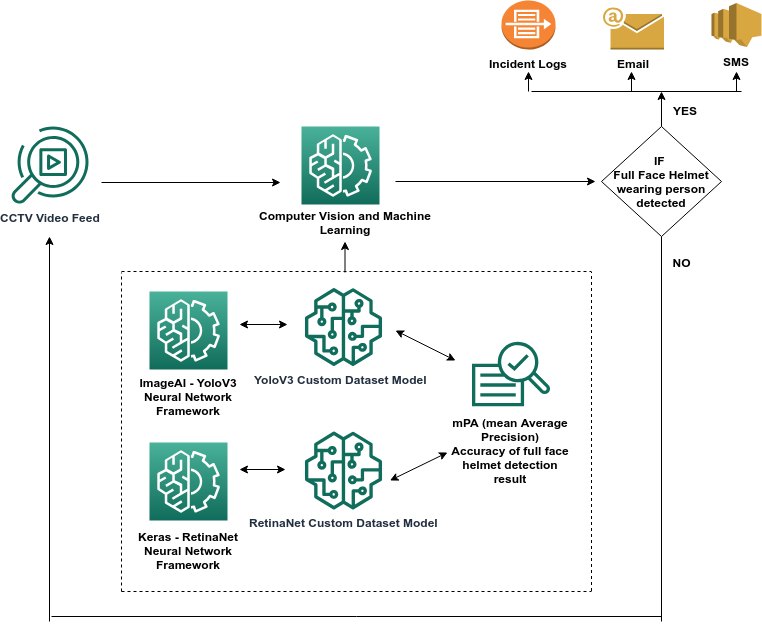 Incident Logs
Email
SMS
YES
IF
Full Face Helmet
wearing person
detected
CCTV Video Feed
Computer Vision and Machine
Learning
NO
ImageAI - YoloV3
Neural Network
Framework
YoloV3 Custom Dataset Model
mPA (mean Average
Precision)
Accuracy of full face
helmet detection
result
Keras - RetinaNet
Neural Network
Framework
RetinaNet Custom Dataset Model